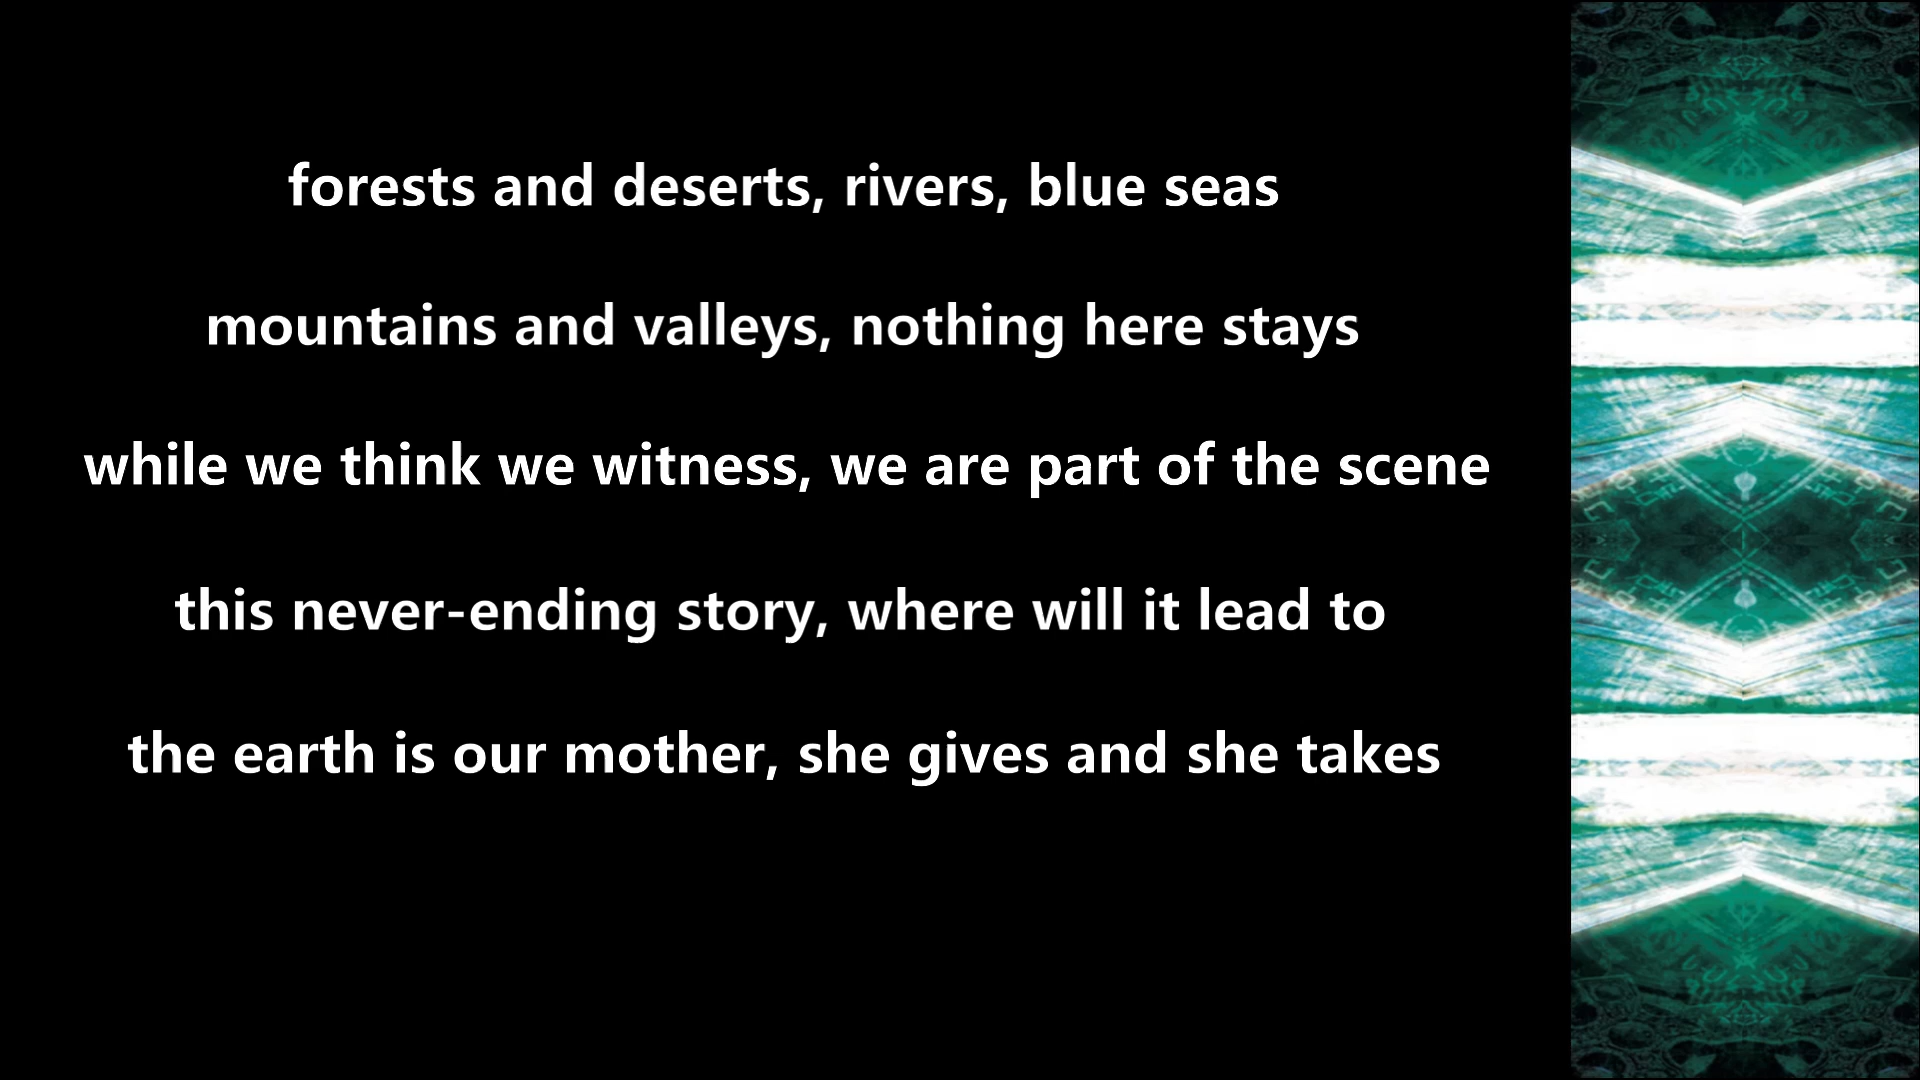 forests and deserts, rivers, blue seas
mountains and valleys, nothing here stays
while we think we witness, we are part of the scene
this never-ending story, where will it lead to
the earth is our mother, she gives and she takes